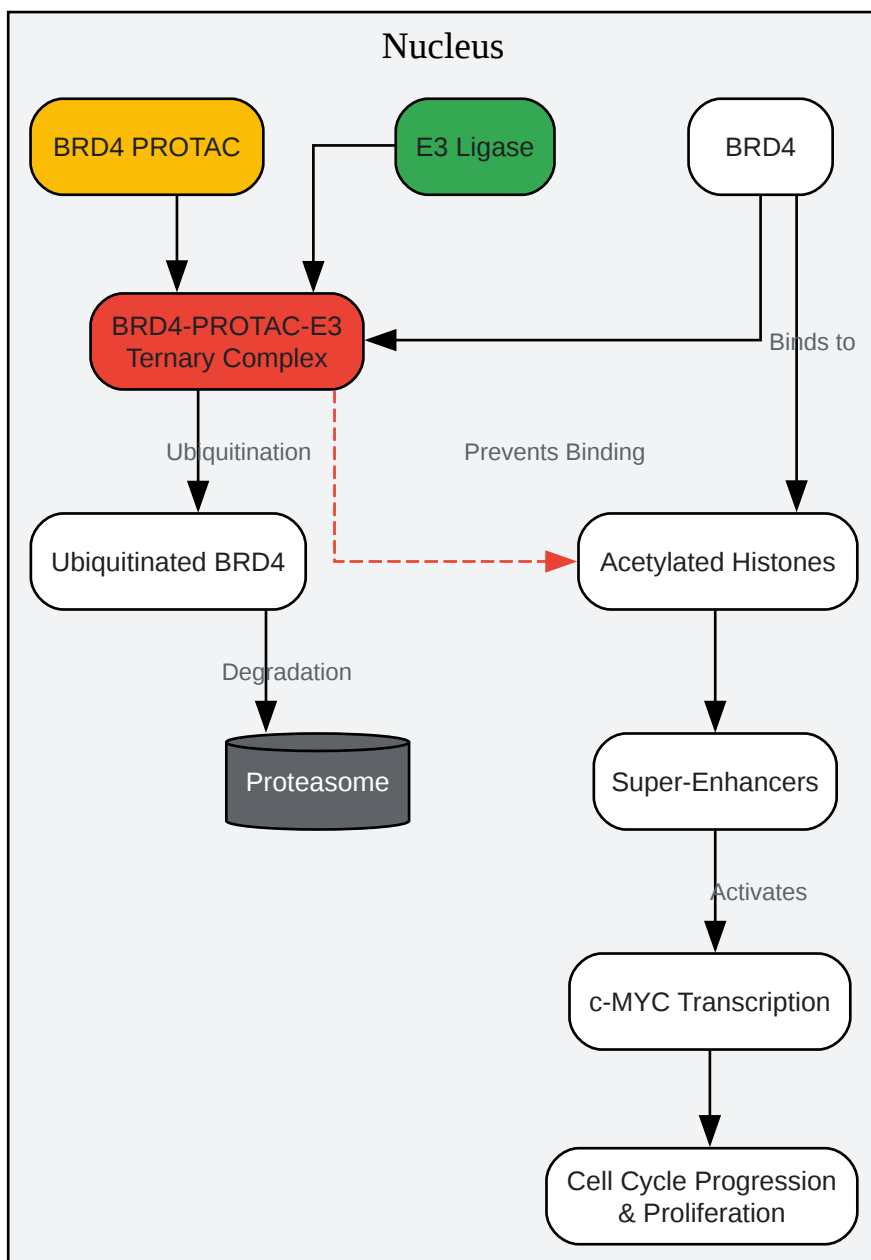 Nucleus
BRD4 PROTAC
E3 Ligase
BRD4
BRD4-PROTAC-E3
Ternary Complex
Binds to
Ubiquitination
Prevents Binding
Ubiquitinated BRD4
Acetylated Histones
Degradation
Proteasome
Super-Enhancers
Activates
c-MYC Transcription
Cell Cycle Progression
& Proliferation